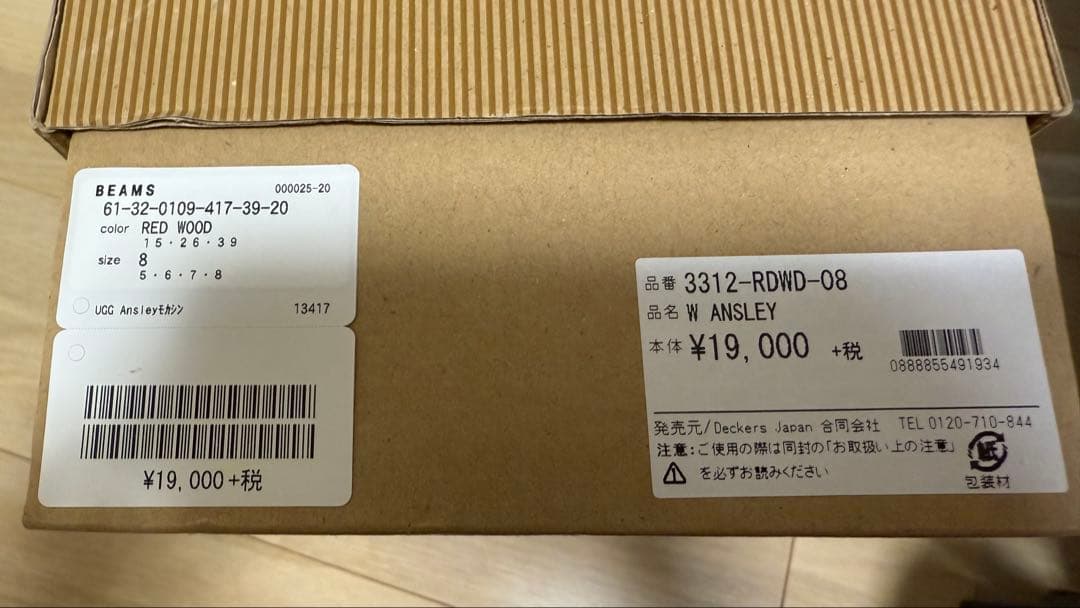 BEAMS 000025-20
61-32-0109-417-39-20
color RED WOOD
15・26・39
size 8
5・6・7・8
UGG Ansleyモカシン 13417
¥19,000+税
品番 3312-RDWD-08
品名 W ANSLEY
本体 ¥19,000 +税
0888855491934
発売元/Deckers Japan 合同会社 TEL 0120-710-844
注意:ご使用の際は同封の「お取扱い上の注意」
を必ずお読みください
紙
包装材